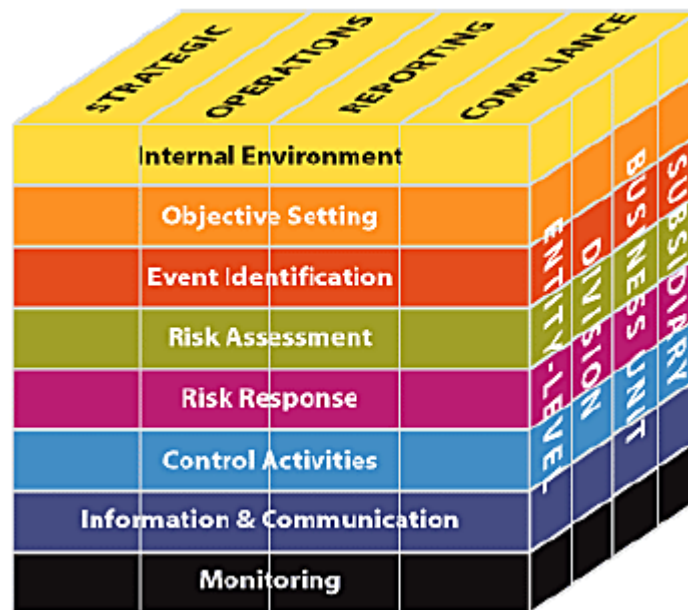 STRATEGIC
OPERATIONS
REPORTING
COMPLIANCE
Internal Environment
Objective Setting
Event Identification
Risk Assessment
Risk Response
Control Activities
Information & Communication
Monitoring
ENTITY-LEVEL
DIVISION
BUSINESS UNIT
SUBSIDIARY